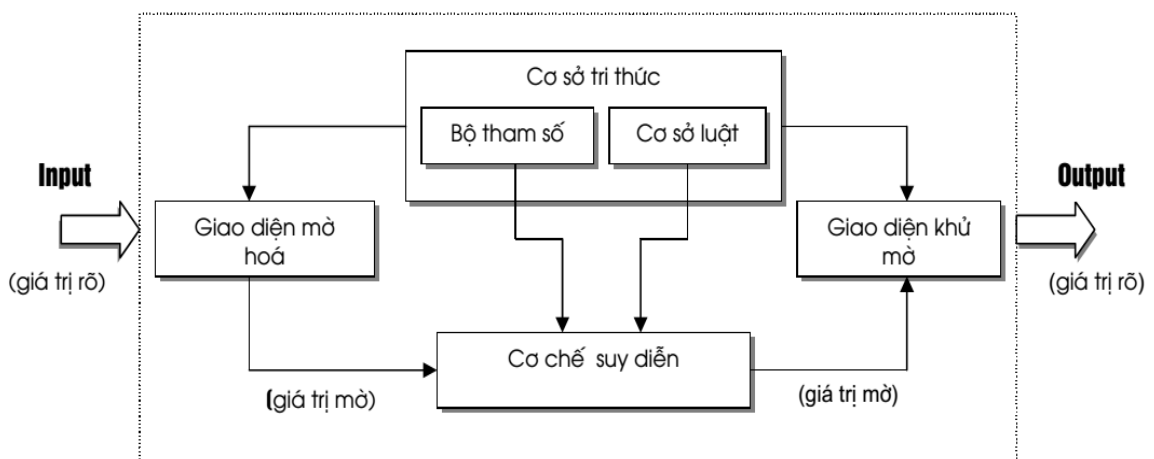 Cơ sở tri thức
Bộ tham số
Cơ sở luật
Input
(giá trị rõ)
Giao diện mờ
hoá
Giao diện khử
mờ
Output
(giá trị rõ)
Cơ chế suy diễn
(giá trị mờ)
(giá trị mờ)